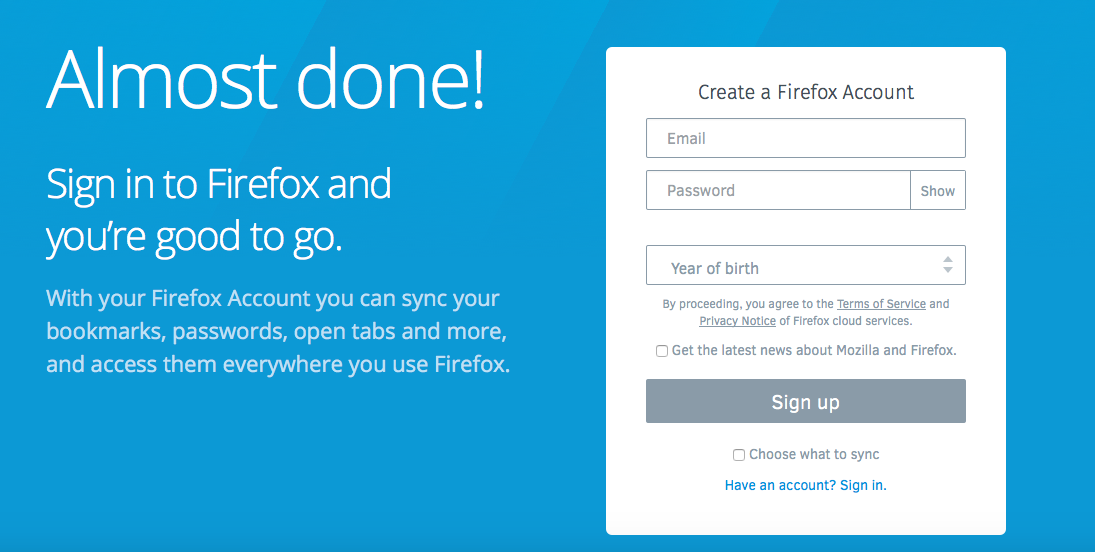 Almost done!
Sign in to Firefox and
you’re good to go.
With your Firefox Account you can sync your
bookmarks, passwords, open tabs and more,
and access them everywhere you use Firefox.
Create a Firefox Account
Email
Password
Show
Year of birth
By proceeding, you agree to the Terms of Service and
Privacy Notice of Firefox cloud services.
Get the latest news about Mozilla and Firefox.
Sign up
Choose what to sync
Have an account? Sign in.